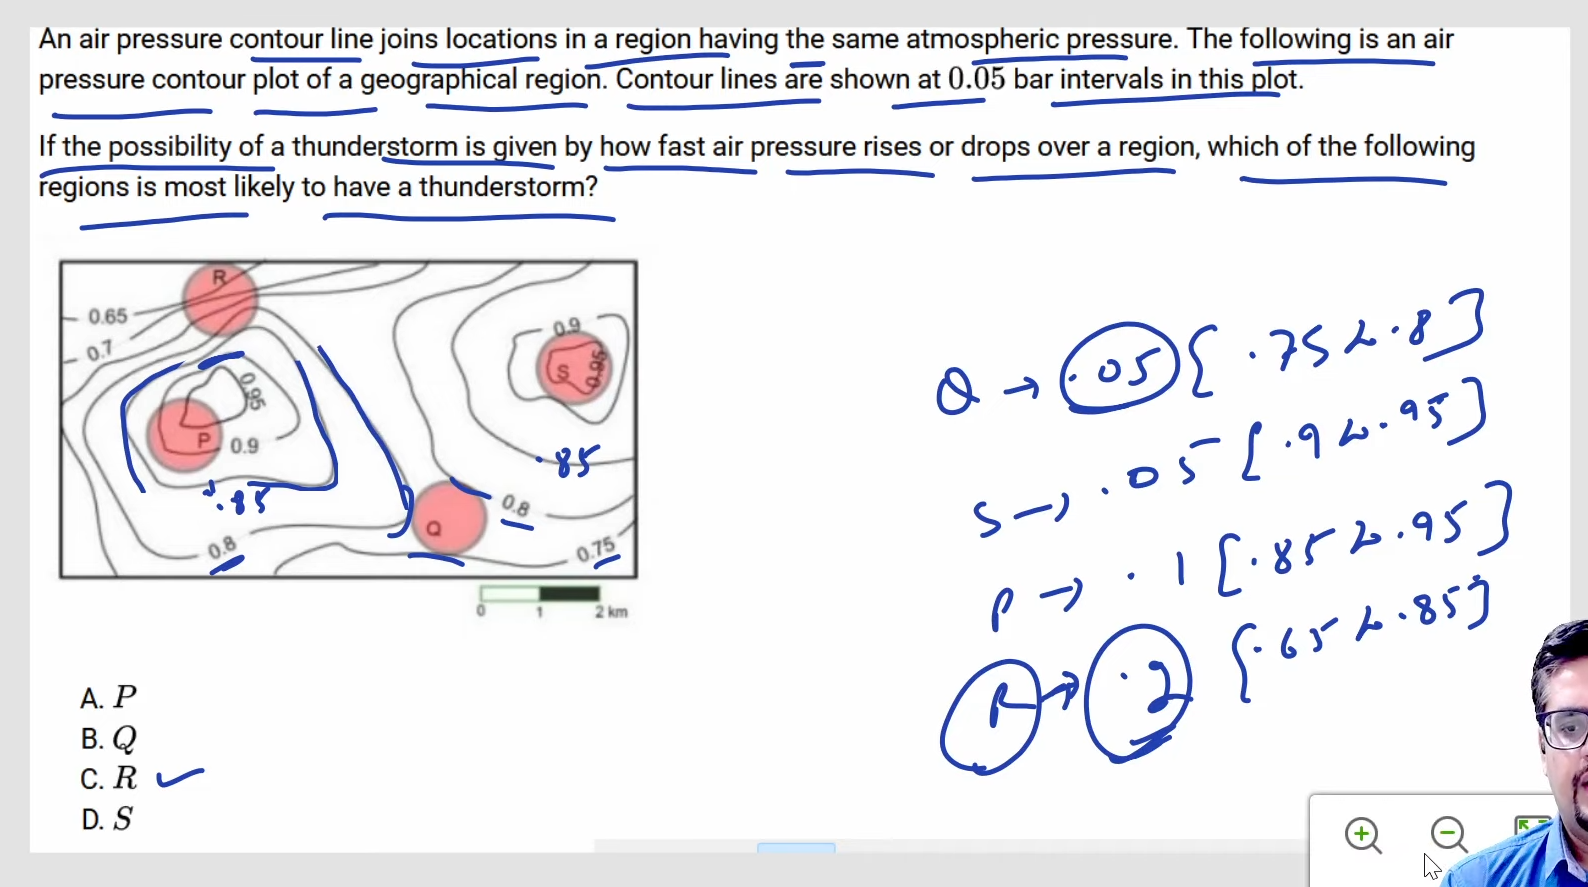 An air pressure contour line joins locations in a region having the same atmospheric pressure. The following is an air
pressure contour plot of a geographical region. Contour lines are shown at 0.05 bar intervals in this plot.
If the possibility of a thunderstorm is given by how fast air pressure rises or drops over a region, which of the following
regions is most likely to have a thunderstorm?
R
0.65
0.7
0.9
0.95
S
0.95
P
0.9
.85
.85
Q
0.8
0.8
0.75
0 1 2 km
Q → .05 [.75 .8]
S → .05 [.9 .95]
P → .1 [.85 .95]
R → .2 [.65 .85]
A. P
B. Q
C. R ✓
D. S